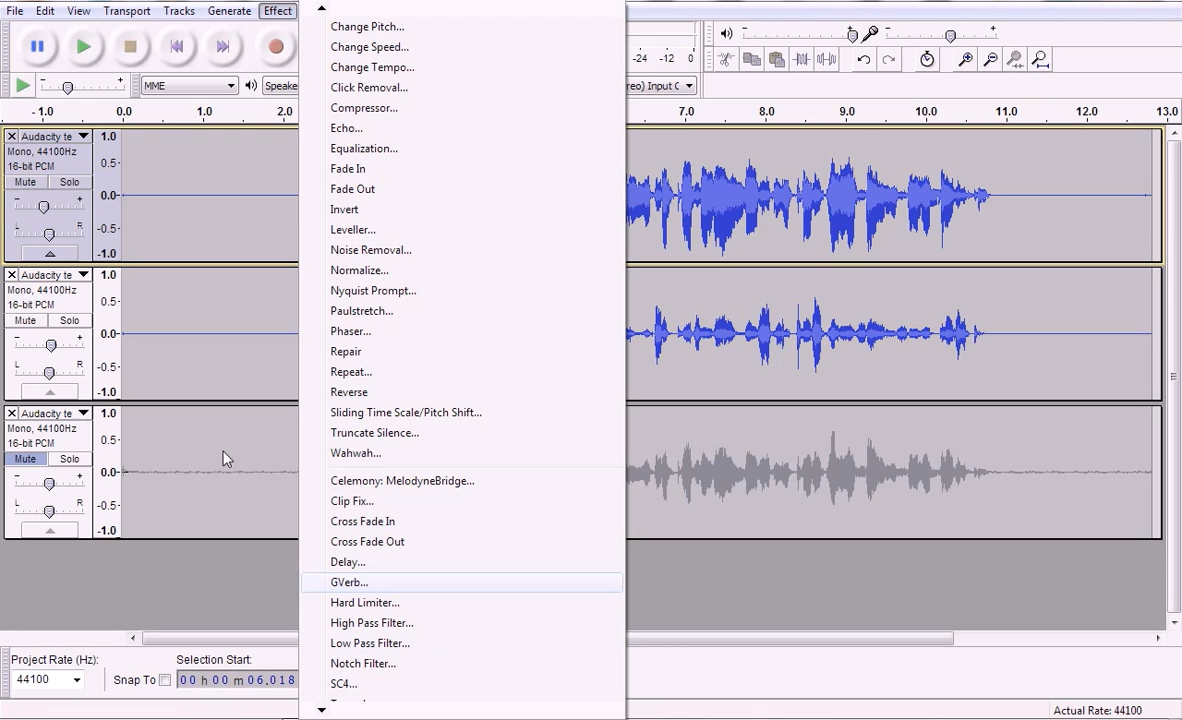 File Edit View Transport Tracks Generate Effect
-24 -12 0
MME Speake
reo) Input C
- 1.0 0.0 1.0 2.0 7.0 8.0 9.0 10.0 11.0 12.0 13.0
Audacity te
Mono, 44100Hz
16-bit PCM
Mute Solo
- +
L R
1.0
0.5
0.0
-0.5
-1.0
Audacity te
Mono, 44100Hz
16-bit PCM
Mute Solo
- +
L R
1.0
0.5
0.0
-0.5
-1.0
Audacity te
Mono, 44100Hz
16-bit PCM
Mute Solo
- +
L R
1.0
0.5
0.0
-0.5
-1.0
Change Pitch...
Change Speed...
Change Tempo...
Click Removal...
Compressor...
Echo...
Equalization...
Fade In
Fade Out
Invert
Leveller...
Noise Removal...
Normalize...
Nyquist Prompt...
Paulstretch...
Phaser...
Repair
Repeat...
Reverse
Sliding Time Scale/Pitch Shift...
Truncate Silence...
Wahwah...
Celemony: MelodyneBridge...
Clip Fix...
Cross Fade In
Cross Fade Out
Delay...
GVerb...
Hard Limiter...
High Pass Filter...
Low Pass Filter...
Notch Filter...
SC4...
Project Rate (Hz): Selection Start:
44100 Snap To 00 h 00 m 06.018
Actual Rate: 44100